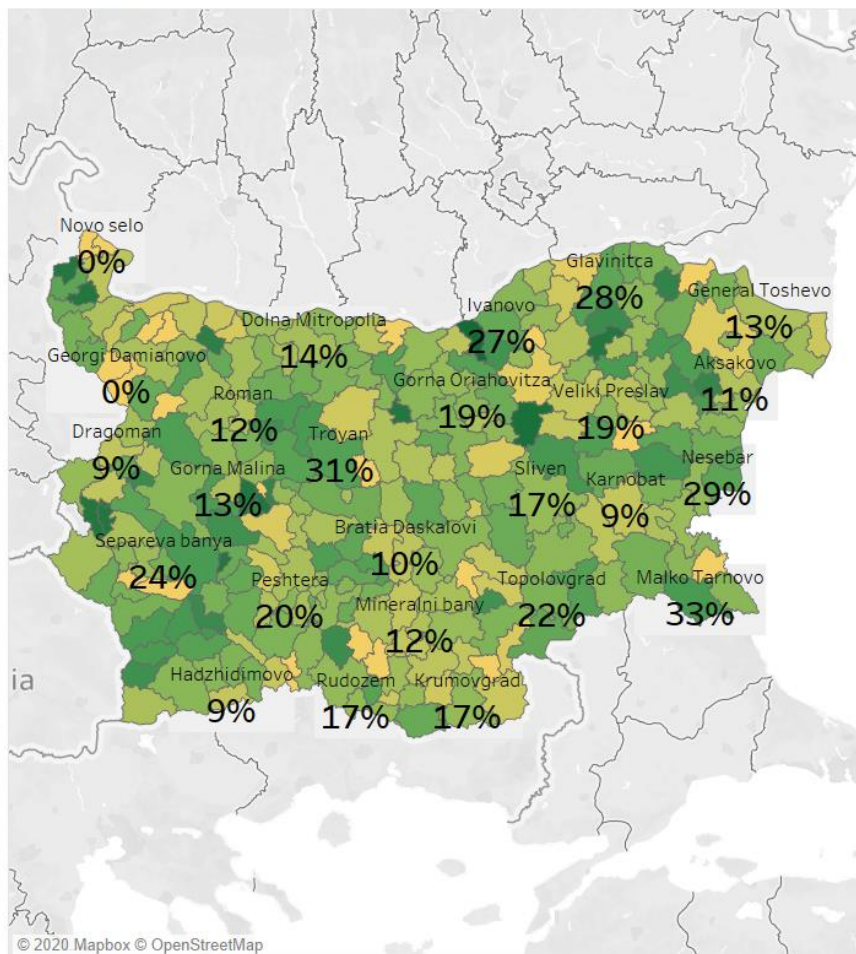 Novo selo
0%
Glavinitca
28%
General Toshevo
13%
Ivanovo
27%
Dolna Mitropolia
14%
Georgi Damianovo
0%
Aksakovo
11%
Gorna Oriahovitza
19%
Veliki Preslav
19%
Roman
12%
Troyan
31%
Dragoman
9%
Gorna Malina
13%
Sliven
17%
Nesebar
29%
Karnobat
9%
Separeva banya
24%
Bratia Daskalovi
10%
Peshtera
20%
Topolovgrad
22%
Malko Tarnovo
33%
Mineralni bany
12%
Hadzhidimovo
9%
Rudozem
17%
Krumovgrad
17%
ia
© 2020 Mapbox © OpenStreetMap